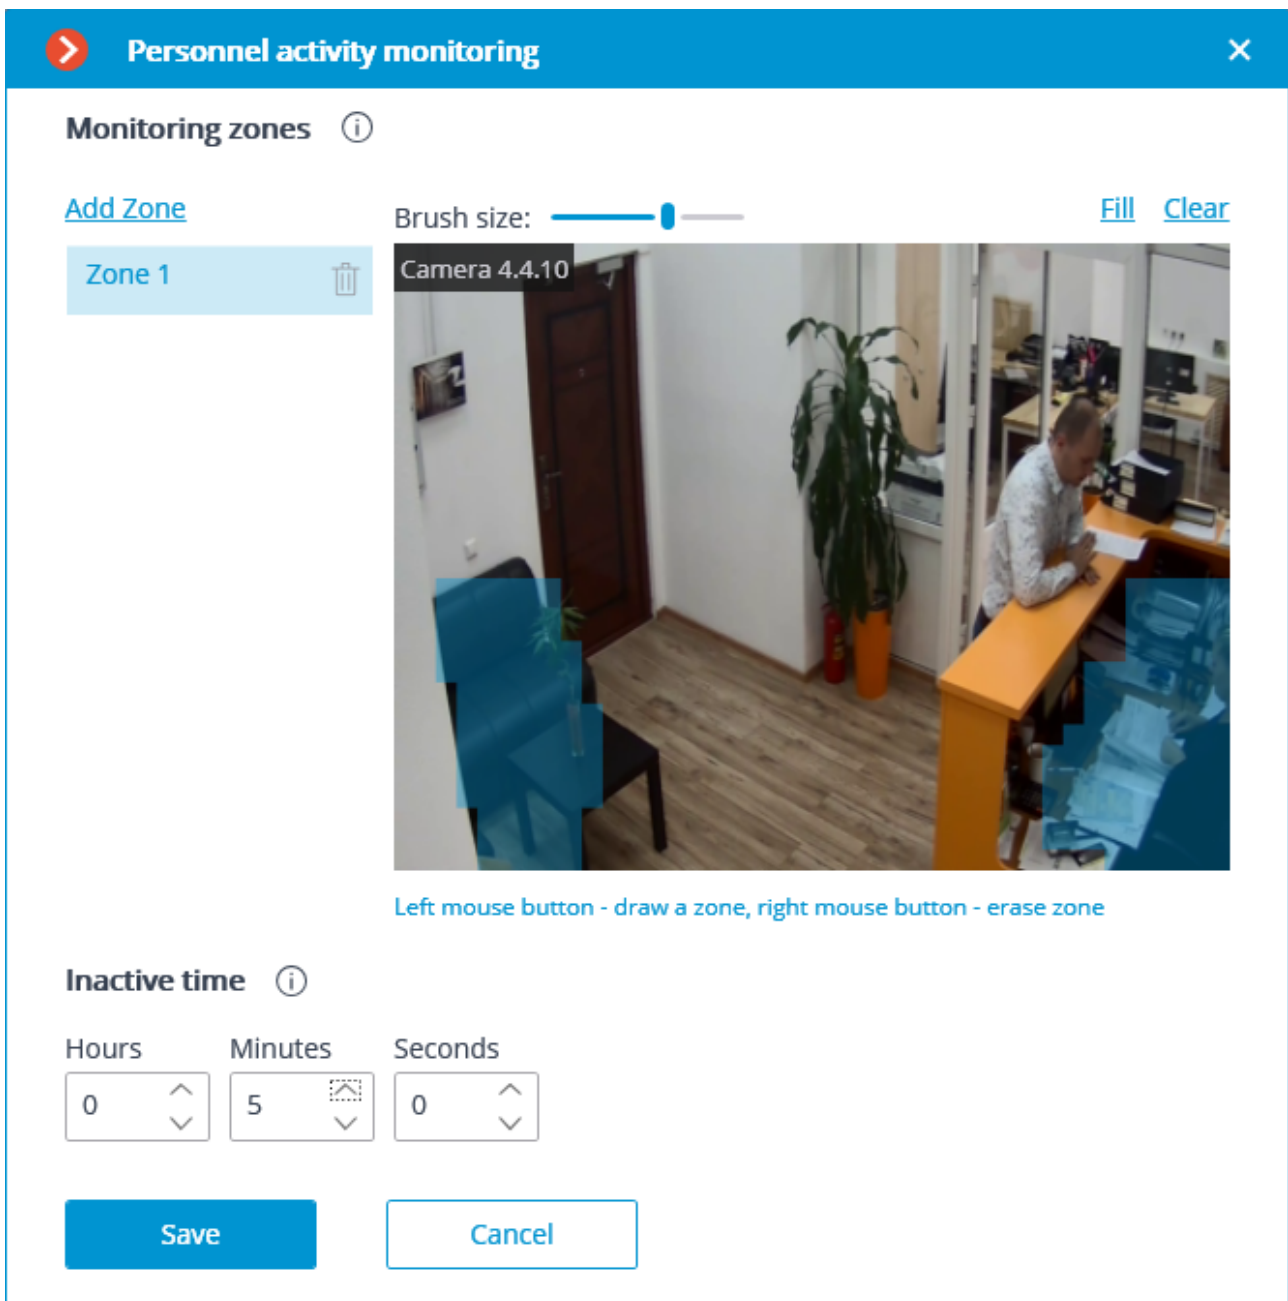 Personnel activity monitoring
Monitoring zones
Add Zone
Brush size:
Fill Clear
Zone 1
Camera 4.4.10
Left mouse button - draw a zone, right mouse button - erase zone
Inactive time
Hours Minutes Seconds
0 5 0
Save Cancel